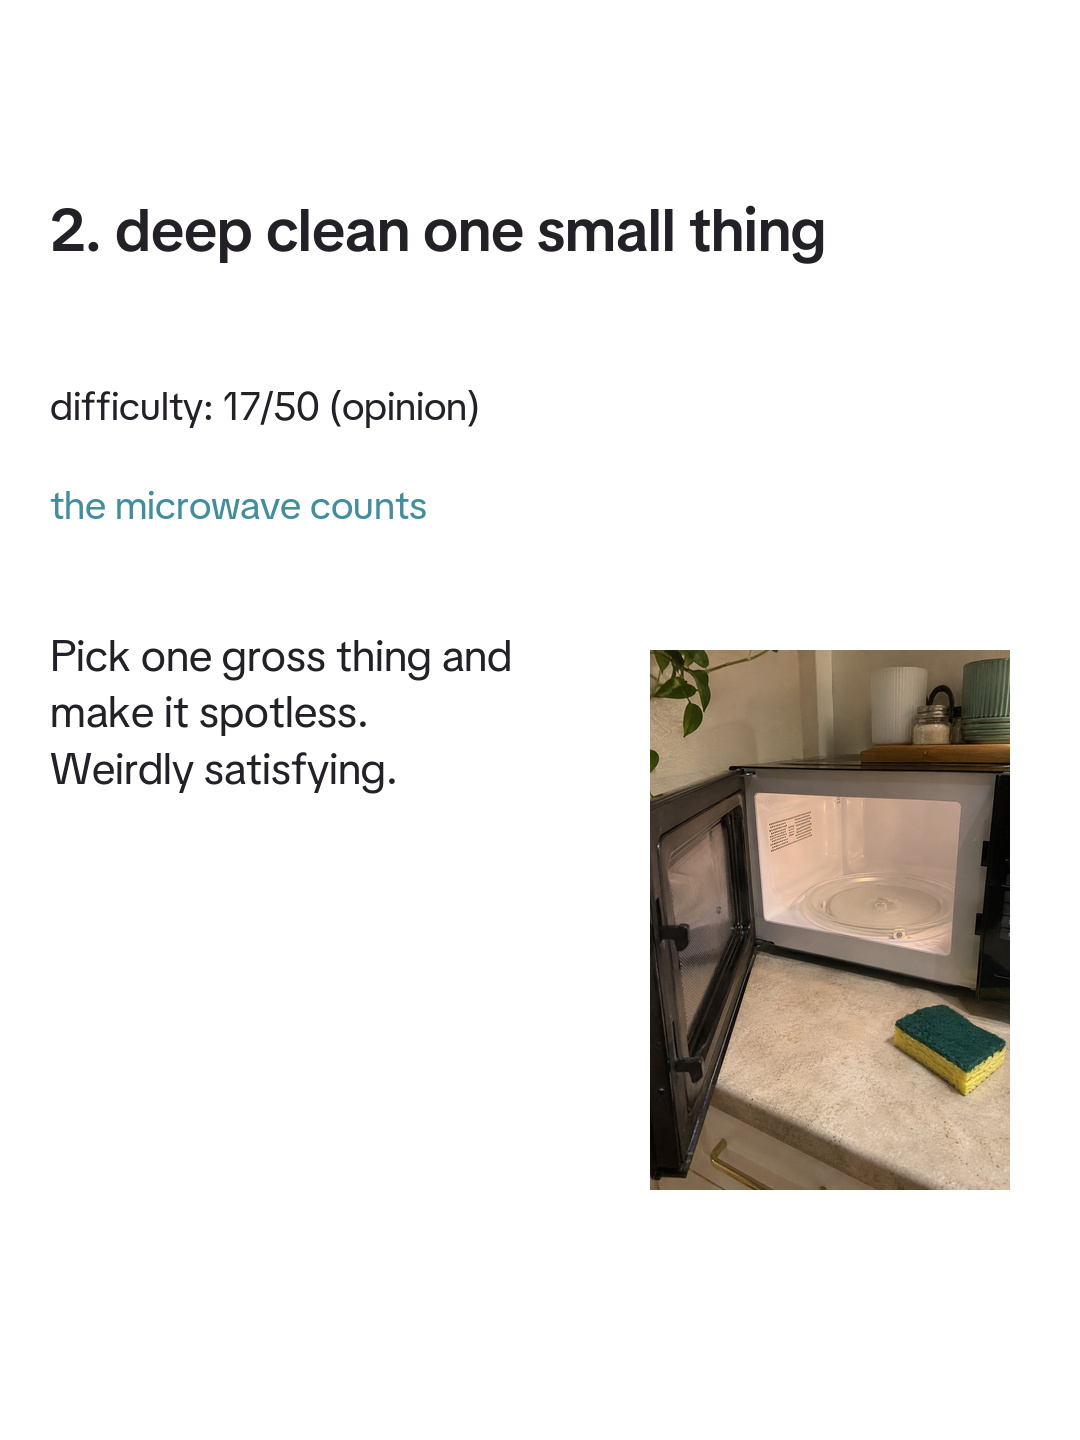 2. deep clean one small thing
difficulty: 17/50 (opinion)
the microwave counts
Pick one gross thing and
make it spotless.
Weirdly satisfying.